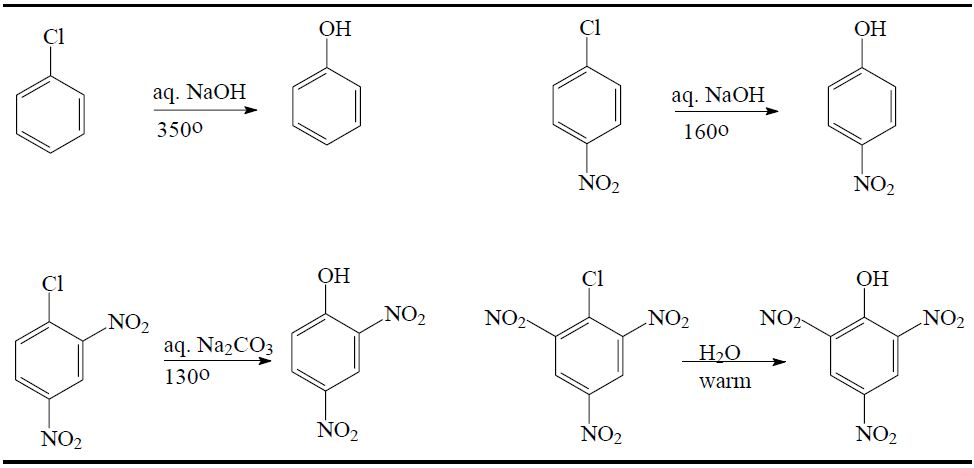 Cl
aq. NaOH
350º
OH
Cl
NO₂
aq. NaOH
160º
OH
NO₂
Cl
NO₂
NO₂
aq. Na₂CO₃
130º
OH
NO₂
NO₂
Cl
NO₂
NO₂
NO₂
H₂O
warm
OH
NO₂
NO₂
NO₂